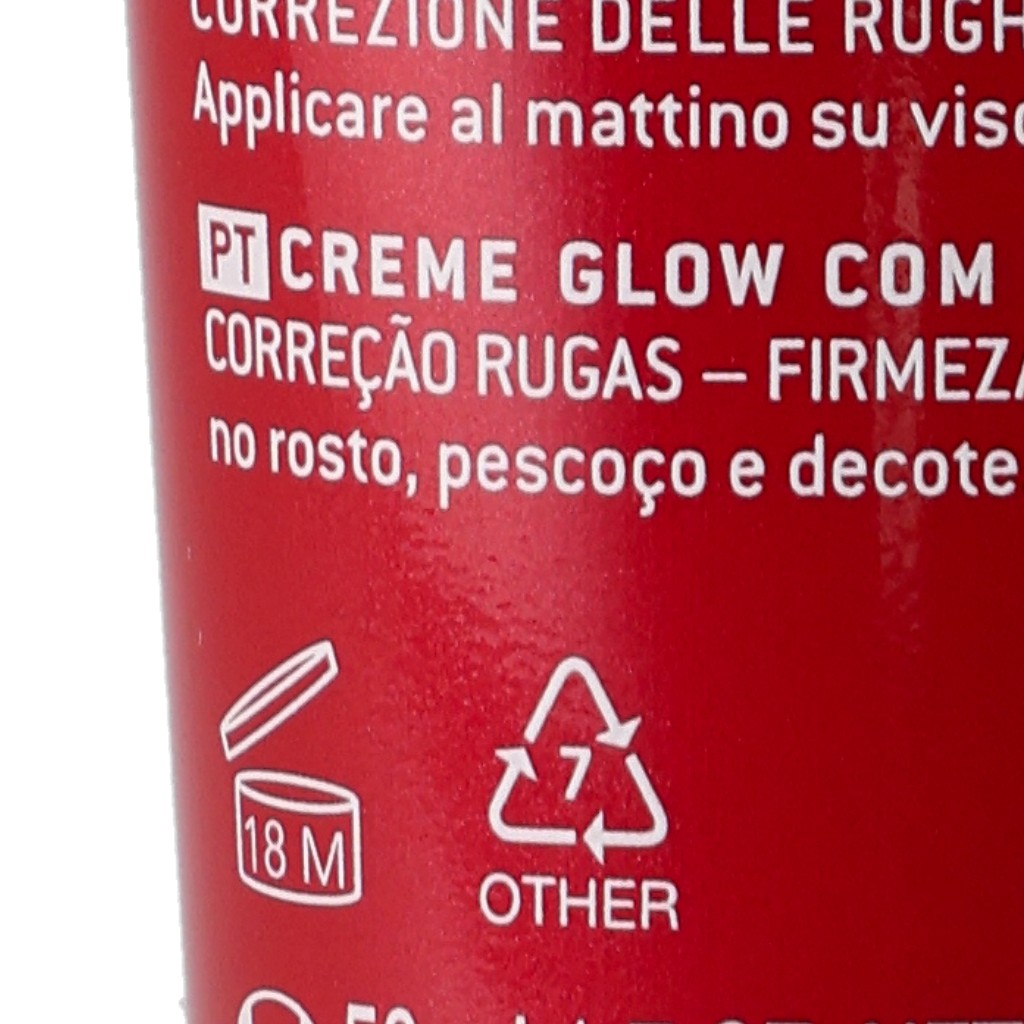 CORREZIONE DELLE RUGH
Applicare al mattino su viso
PT CREME GLOW COM
CORREÇÃO RUGAS – FIRMEZA
no rosto, pescoço e decote
7
18 M
OTHER